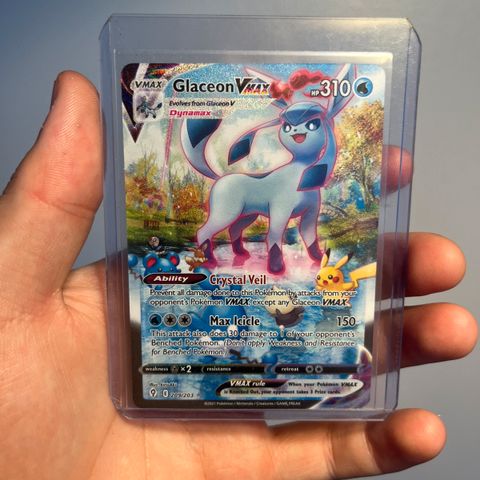 VMAX Glaceon VMAX HP 310
Evolves from Glaceon V
Dynamax
Ability Crystal Veil
Prevent all damage done to this Pokémon by attacks from your
opponent's Pokémon VMAX, except any Glaceon VMAX.
Max Icicle 150
This attack also does 30 damage to 1 of your opponent's
Benched Pokémon. (Don't apply Weakness and Resistance
for Benched Pokémon.)
weakness ×2 resistance retreat
VMAX rule When your Pokémon VMAX
is Knocked Out, your opponent takes 3 Prize cards.
209/203
©2021 Pokémon / Nintendo / Creatures / GAME FREAK